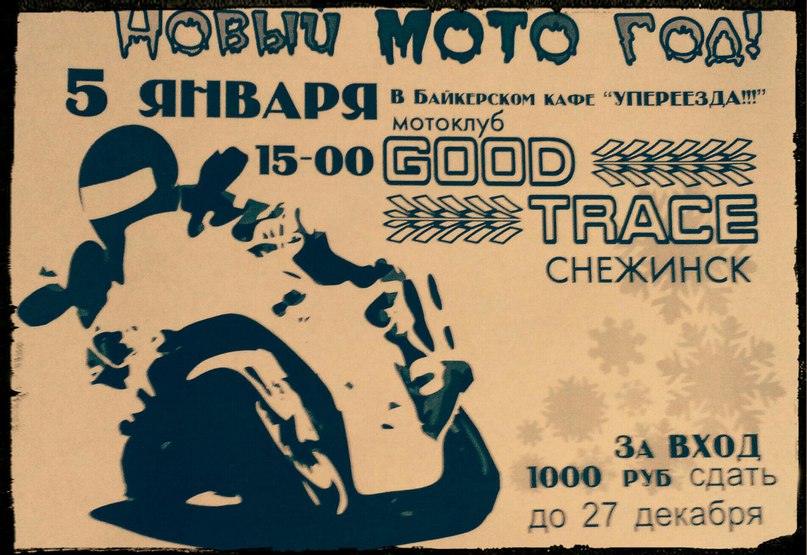 Новый МОТО Год!
5 ЯНВАРЯ В БАЙКЕРСКОМ КАФЕ “УПЕРЕЕЗДА!!!”
МОТОКЛУБ
15-00 GOOD
TRACE
СНЕЖИНСК
ЗА ВХОД
1000 РУБ сдать
до 27 декабря